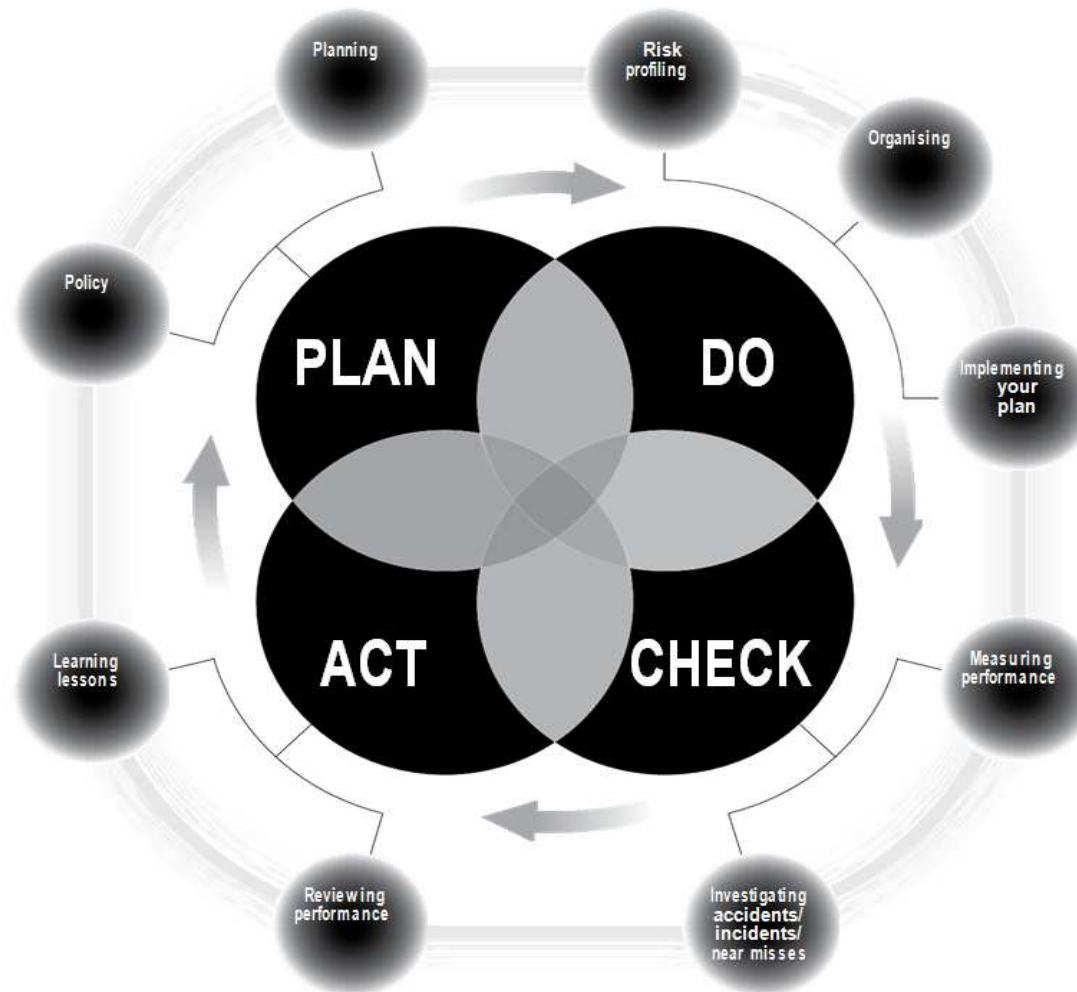 Planning
Risk
profiling
Organising
Policy
PLAN
DO
Implementing
your
plan
ACT
CHECK
Learning
lessons
Measuring
performance
Reviewing
performance
Investigating
accidents/
incidents/
near misses